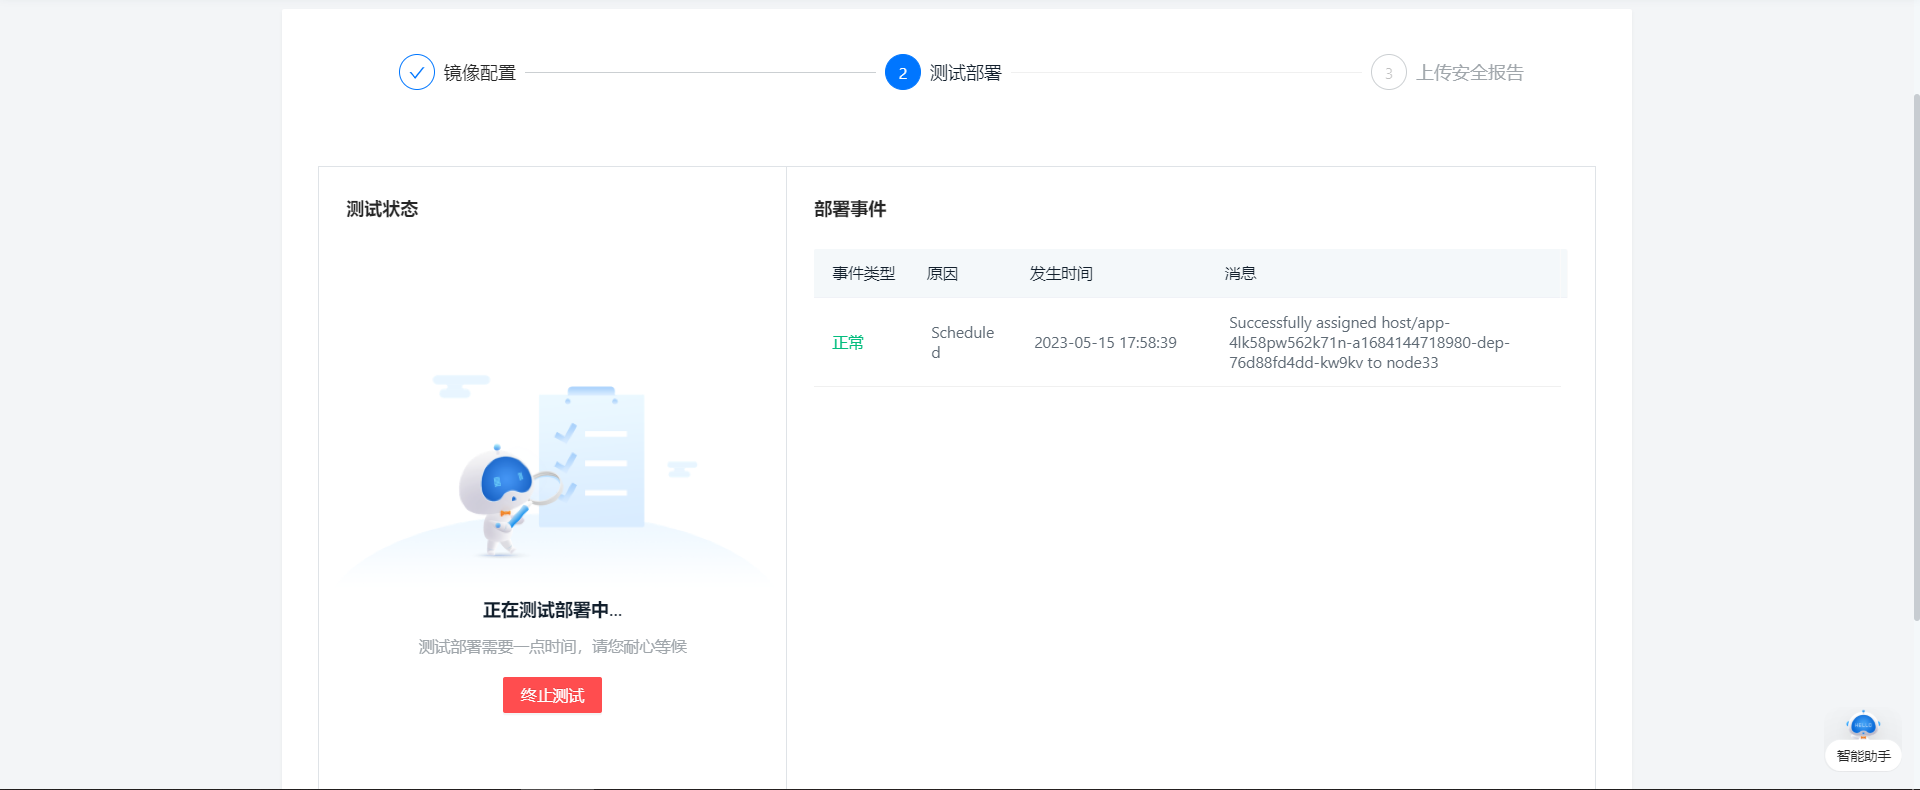 镜像配置
2 测试部署
3 上传安全报告
测试状态
部署事件
事件类型 原因 发生时间 消息
正常 Schedule
d 2023-05-15 17:58:39 Successfully assigned host/app-
4lk58pw562k71n-a1684144718980-dep-
76d88fd4dd-kw9kv to node33
正在测试部署中...
测试部署需要一点时间，请您耐心等候
终止测试
HELLO
智能助手